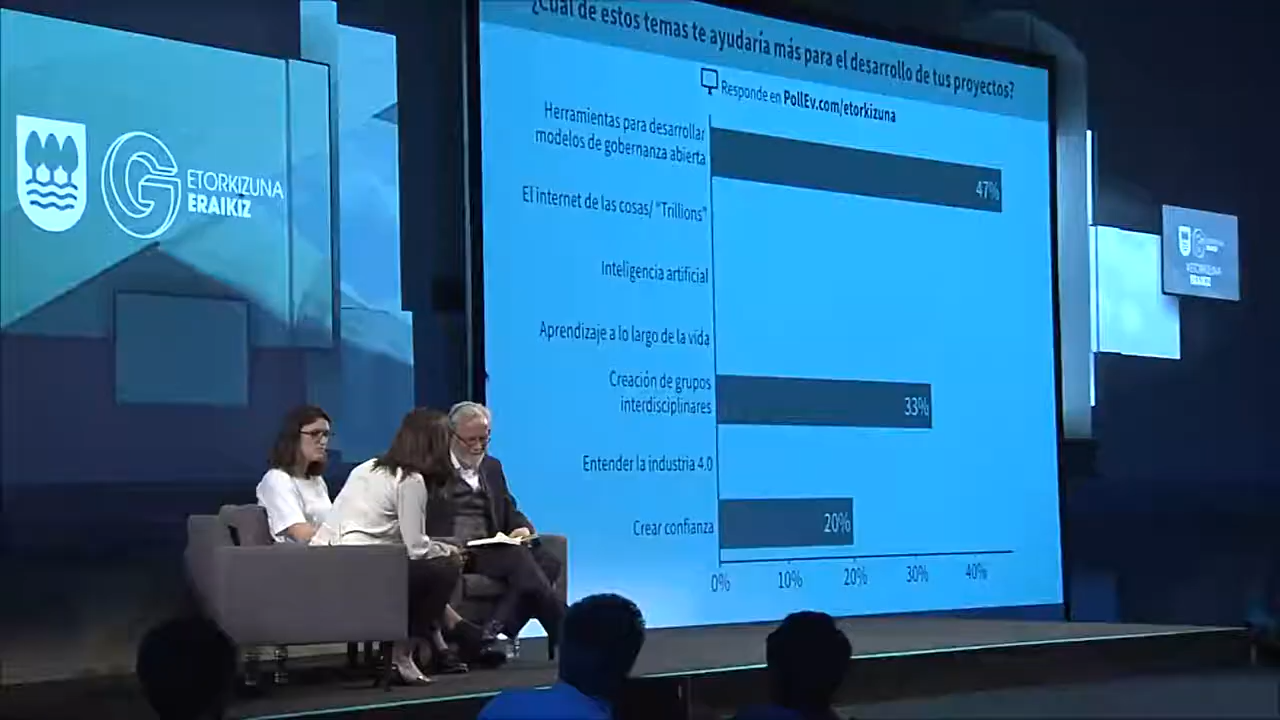 ¿Cuál de estos temas te ayudaría más para el desarrollo de tus proyectos?
Responde en PollEv.com/etorkizuna
Herramientas para desarrollar
modelos de gobernanza abierta
47%
El internet de las cosas/ "Trillions"
Inteligencia artificial
Aprendizaje a lo largo de la vida
Creación de grupos
interdisciplinares
33%
Entender la industria 4.0
Crear confianza
20%
0%
10%
20%
30%
40%
G
ETORKIZUNA
ERAIKIZ